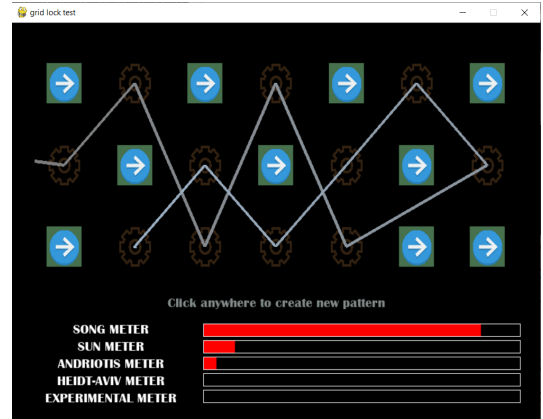 grid lock test
Click anywhere to create new pattern
SONG METER
SUN METER
ANDRIOTIS METER
HEIDT-AVIV METER
EXPERIMENTAL METER